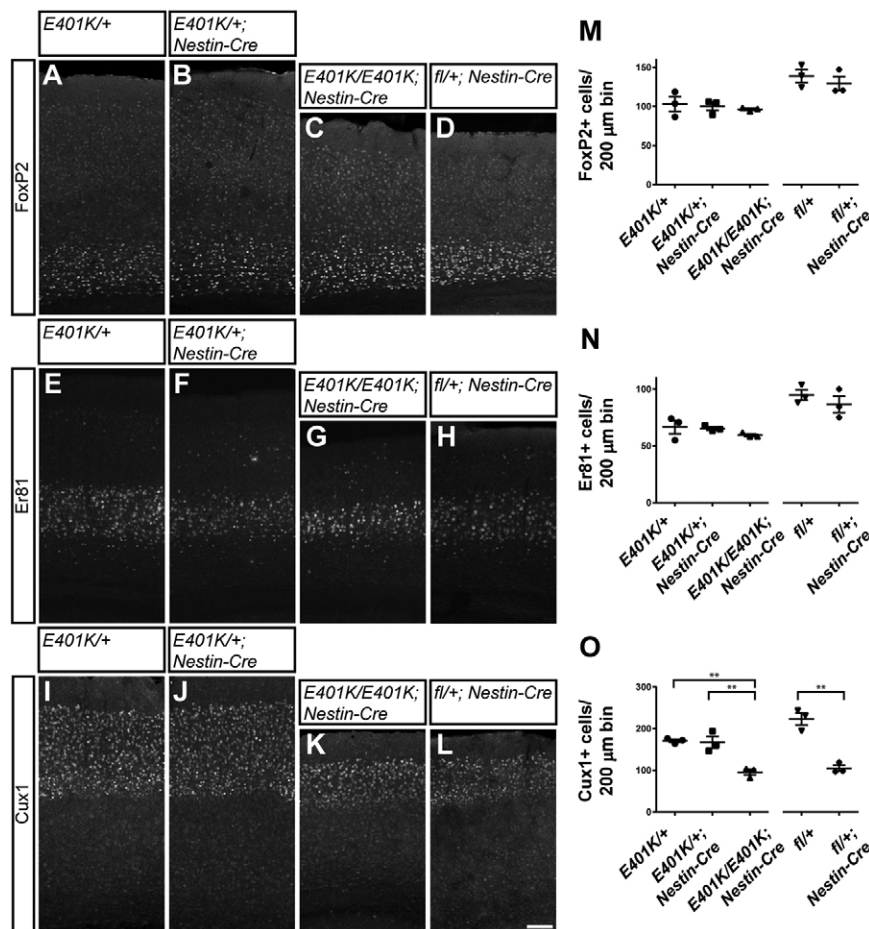 E401K/+
E401K/+;
Nestin-Cre
E401K/E401K;
Nestin-Cre
fl/+; Nestin-Cre
A
B
C
D
FoxP2
E401K/+
E401K/+;
Nestin-Cre
E401K/E401K;
Nestin-Cre
fl/+; Nestin-Cre
E
F
G
H
Er81
E401K/+
E401K/+;
Nestin-Cre
E401K/E401K;
Nestin-Cre
fl/+; Nestin-Cre
I
J
K
L
Cux1
M
FoxP2+ cells/
200 µm bin
150
100
50
0
E401K/+
E401K/+;
Nestin-Cre
E401K/E401K;
Nestin-Cre
fl/+
fl/+;
Nestin-Cre
N
Er81+ cells/
200 µm bin
100
50
0
E401K/+
E401K/+;
Nestin-Cre
E401K/E401K;
Nestin-Cre
fl/+
fl/+;
Nestin-Cre
O
Cux1+ cells/
200 µm bin
300
200
100
0
**
**
**
E401K/+
E401K/+;
Nestin-Cre
E401K/E401K;
Nestin-Cre
fl/+
fl/+;
Nestin-Cre